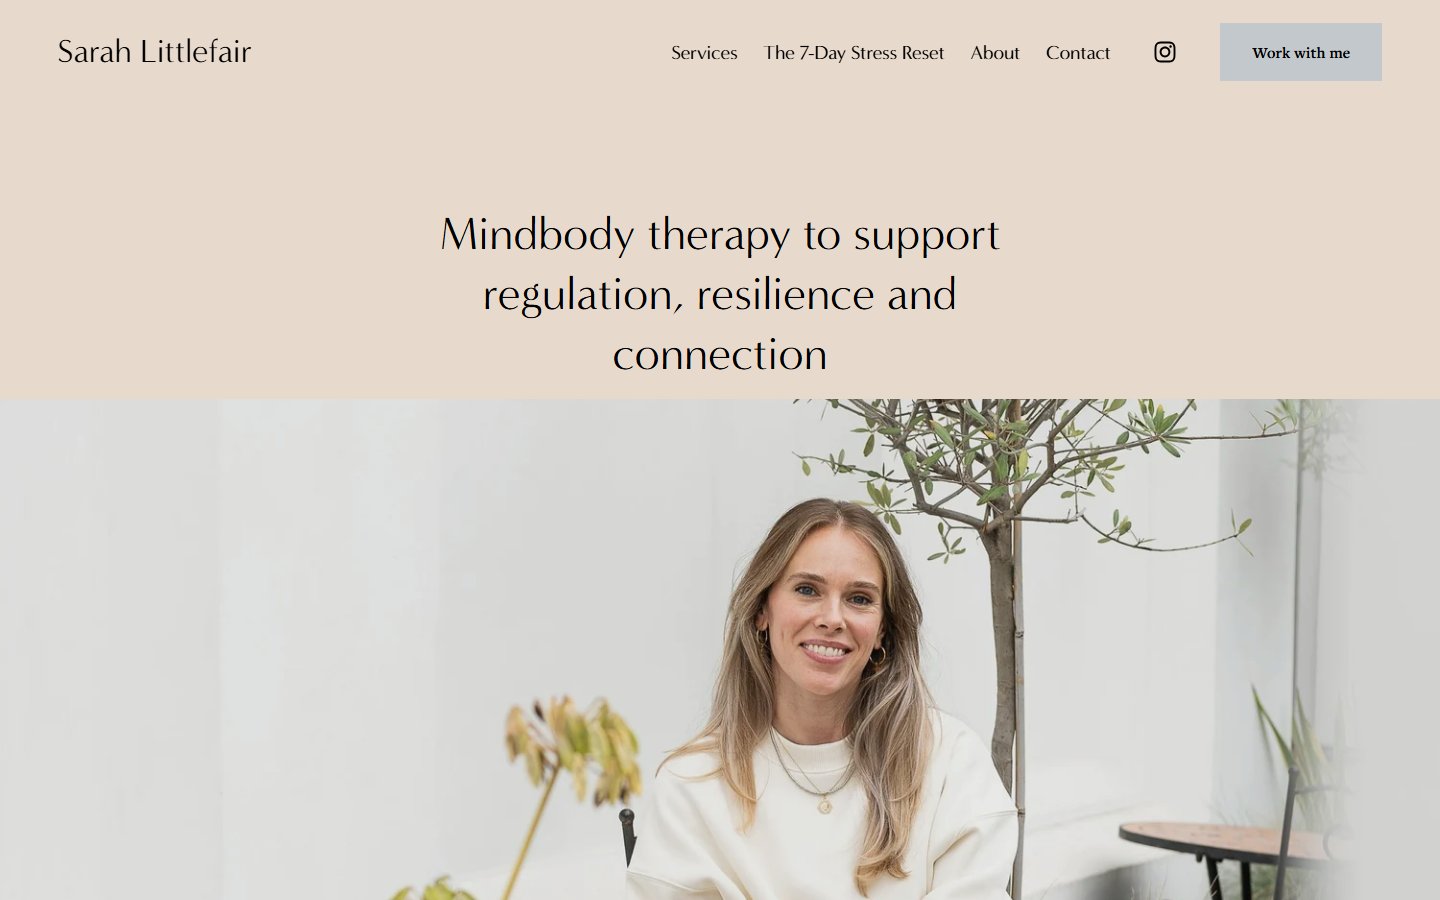 Sarah Littlefair
Services
The 7-Day Stress Reset
About
Contact
Work with me
Mindbody therapy to support
regulation, resilience and
connection